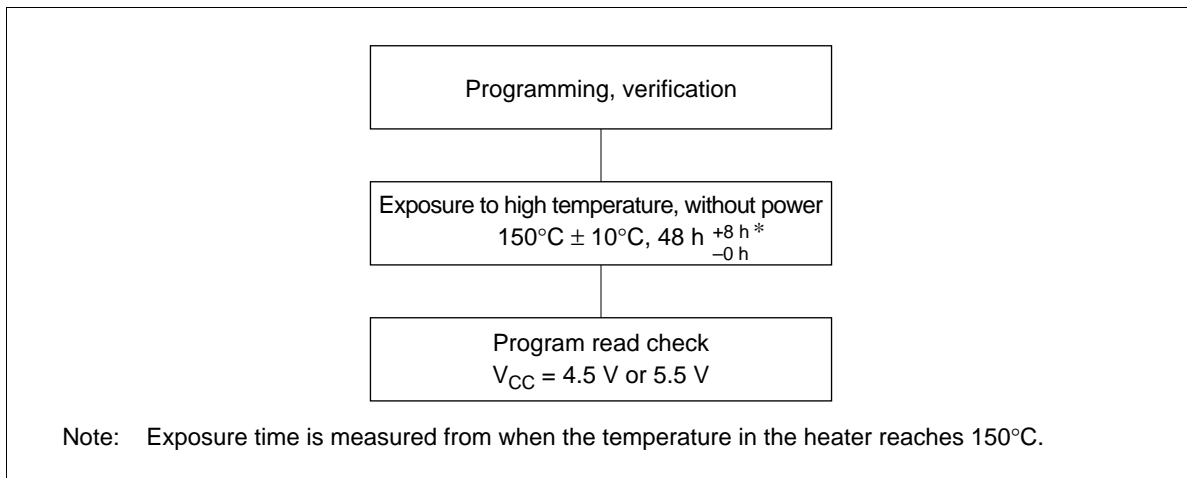 Programming, verification
Exposure to high temperature, without power
150°C ± 10°C, 48 h +8 h *
−0 h
Program read check
VCC = 4.5 V or 5.5 V
Note: Exposure time is measured from when the temperature in the heater reaches 150°C.